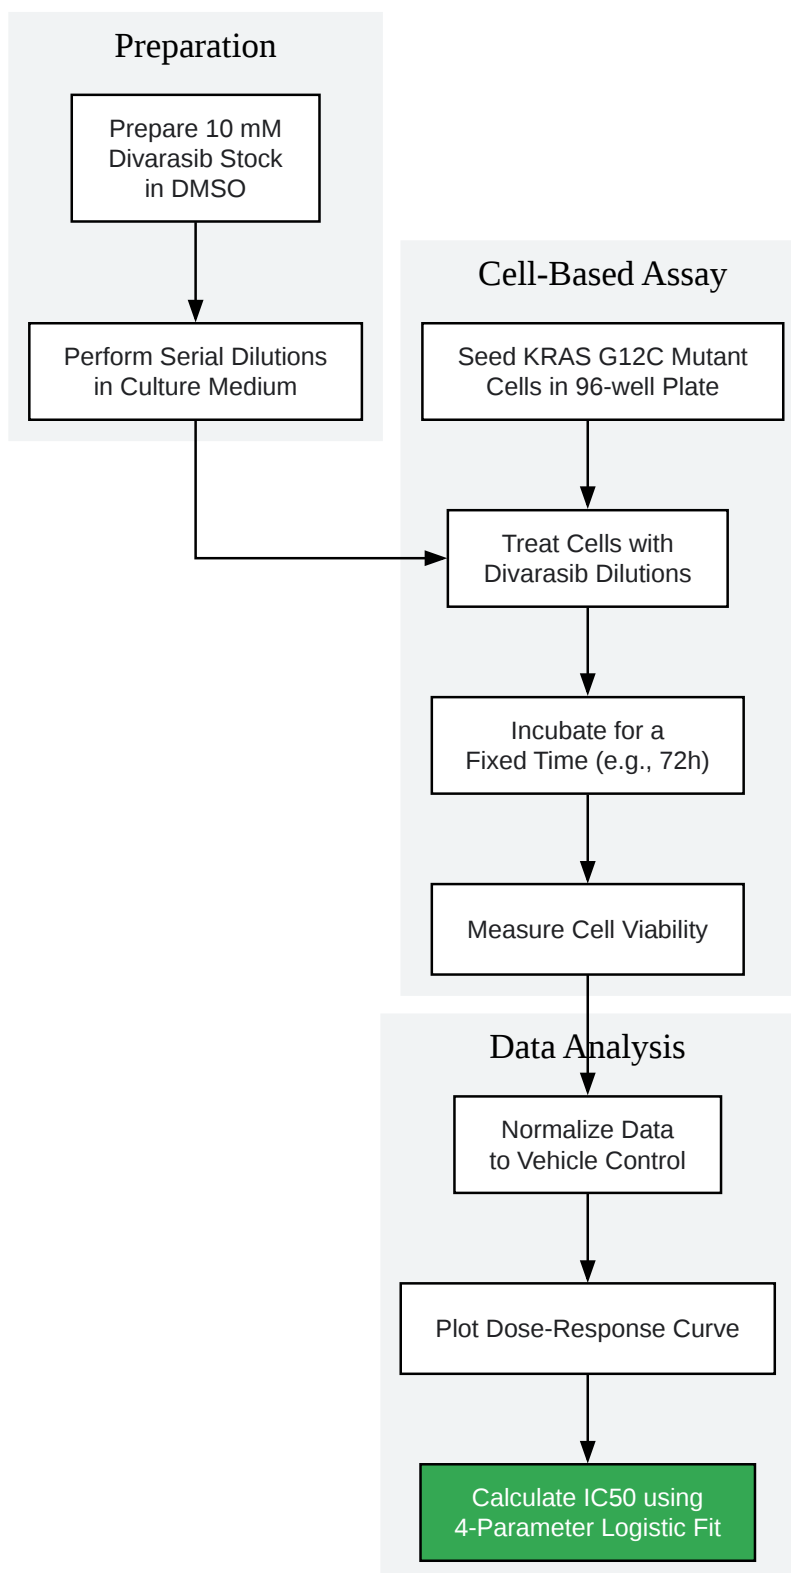 Preparation
Prepare 10 mM
Divarasib Stock
in DMSO
Perform Serial Dilutions
in Culture Medium
Cell-Based Assay
Seed KRAS G12C Mutant
Cells in 96-well Plate
Treat Cells with
Divarasib Dilutions
Incubate for a
Fixed Time (e.g., 72h)
Measure Cell Viability
Data Analysis
Normalize Data
to Vehicle Control
Plot Dose-Response Curve
Calculate IC50 using
4-Parameter Logistic Fit